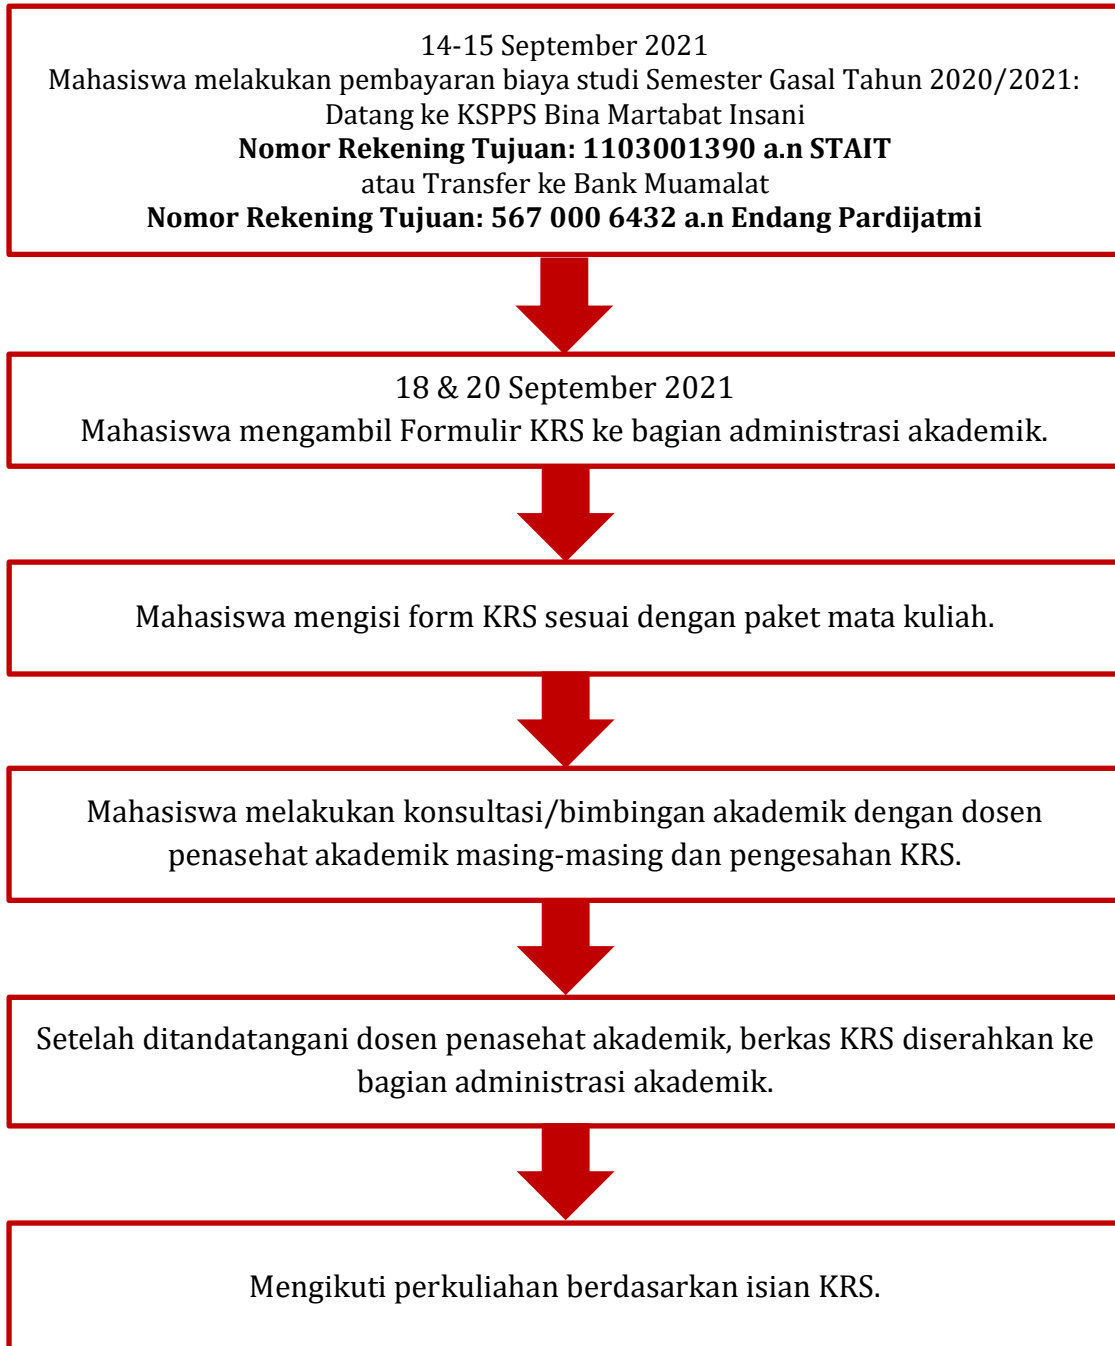 14-15 September 2021
Mahasiswa melakukan pembayaran biaya studi Semester Gasal Tahun 2020/2021:
Datang ke KSPPS Bina Martabat Insani
Nomor Rekening Tujuan: 1103001390 a.n STAIT
atau Transfer ke Bank Muamalat
Nomor Rekening Tujuan: 567 000 6432 a.n Endang Pardijatmi
18 & 20 September 2021
Mahasiswa mengambil Formulir KRS ke bagian administrasi akademik.
Mahasiswa mengisi form KRS sesuai dengan paket mata kuliah.
Mahasiswa melakukan konsultasi/bimbingan akademik dengan dosen
penasehat akademik masing-masing dan pengesahan KRS.
Setelah ditandatangani dosen penasehat akademik, berkas KRS diserahkan ke
bagian administrasi akademik.
Mengikuti perkuliahan berdasarkan isian KRS.